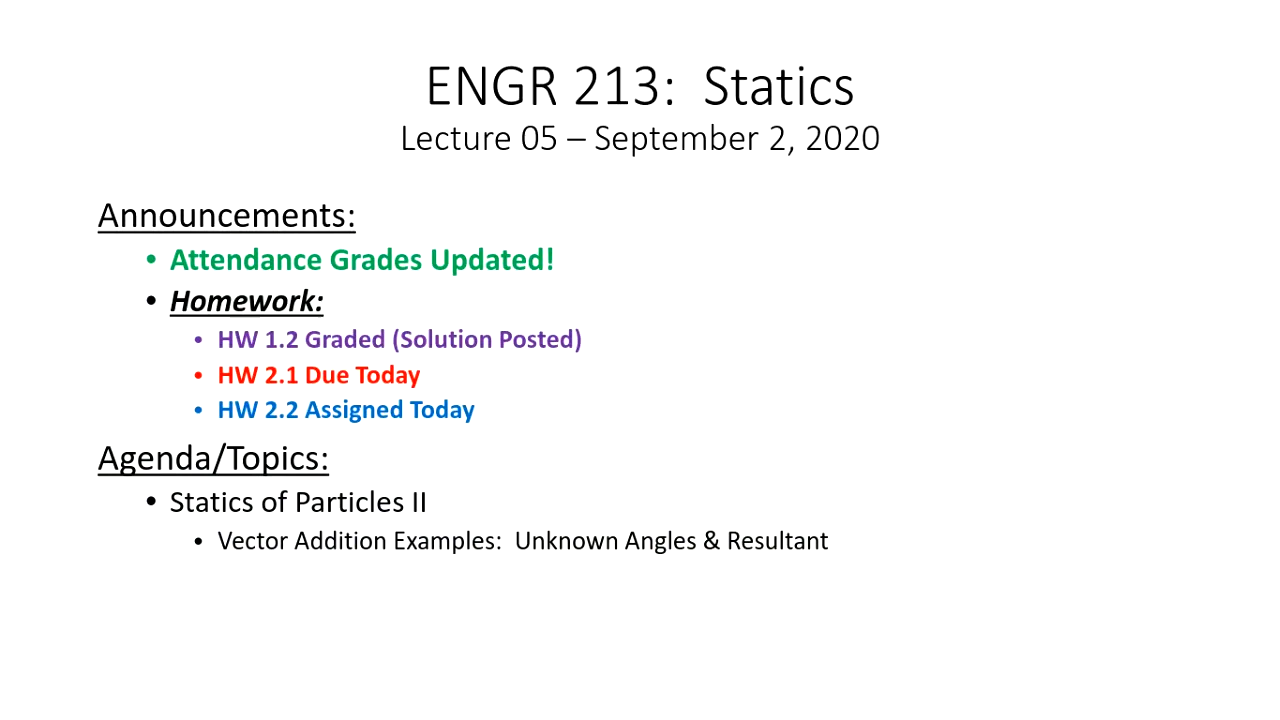 ENGR 213:  Statics
Lecture 05 – September 2, 2020
Announcements:
• Attendance Grades Updated!
• Homework:
• HW 1.2 Graded (Solution Posted)
• HW 2.1 Due Today
• HW 2.2 Assigned Today
Agenda/Topics:
• Statics of Particles II
• Vector Addition Examples:  Unknown Angles & Resultant